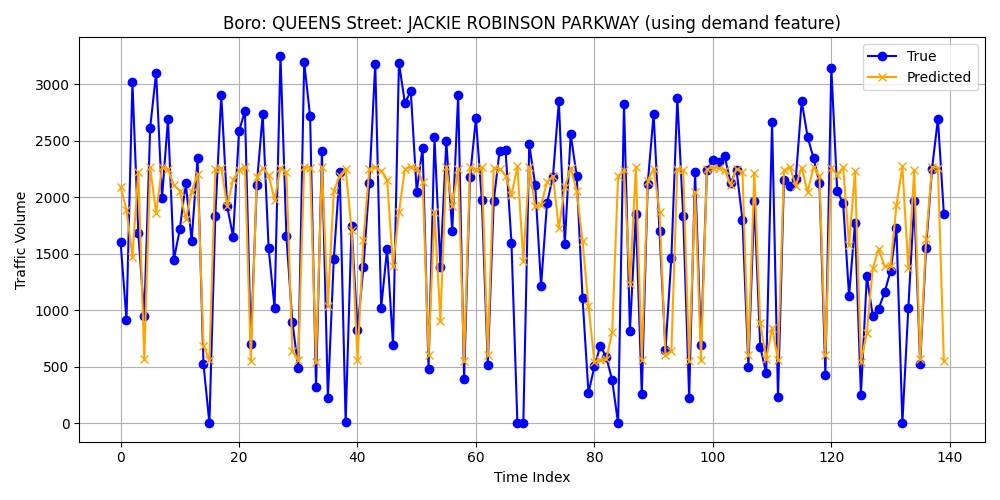 Boro: QUEENS Street: JACKIE ROBINSON PARKWAY (using demand feature)
True
Predicted
Traffic Volume
3000
2500
2000
1500
1000
500
0
0 20 40 60 80 100 120 140
Time Index